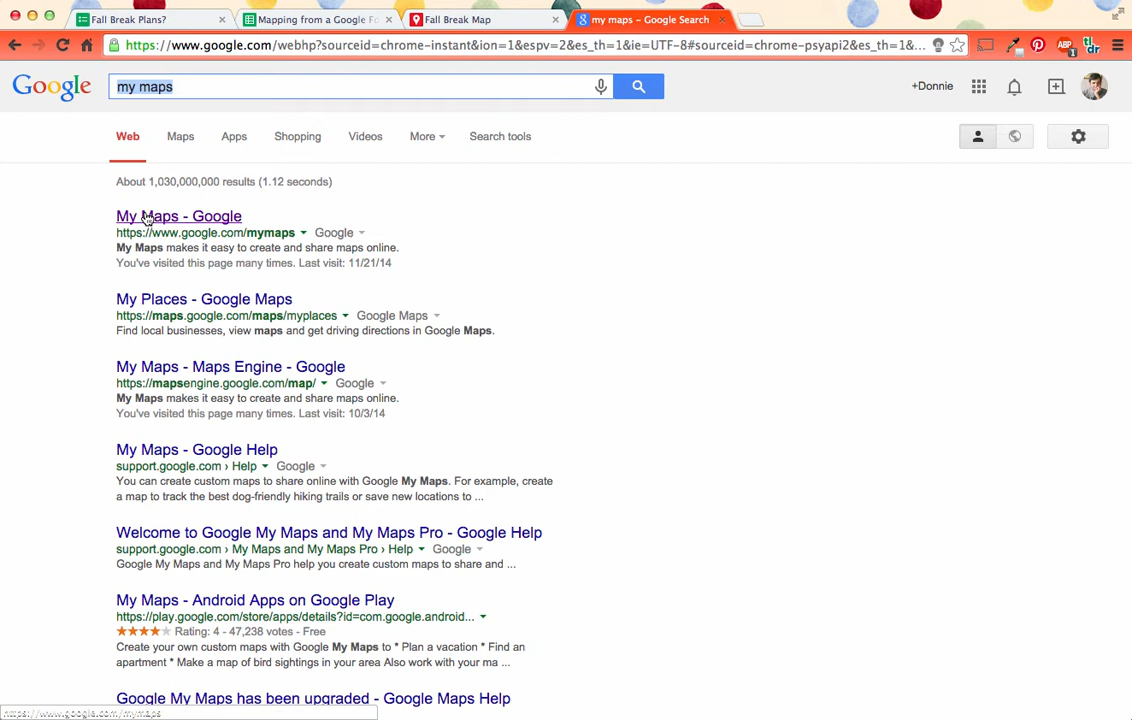 Fall Break Plans?
Mapping from a Google Fo
Fall Break Map
my maps - Google Search
https://www.google.com/webhp?sourceid=chrome-instant&ion=1&espv=2&es_th=1&ie=UTF-8#sourceid=chrome-psyapi2&es_th=1&...
ABP
1
tl;dr
Google
my maps
+Donnie
Web
Maps
Apps
Shopping
Videos
More
Search tools
About 1,030,000,000 results (1.12 seconds)
My Maps - Google
https://www.google.com/mymaps Google
My Maps makes it easy to create and share maps online.
You've visited this page many times. Last visit: 11/21/14
My Places - Google Maps
https://maps.google.com/maps/myplaces Google Maps
Find local businesses, view maps and get driving directions in Google Maps.
My Maps - Maps Engine - Google
https://mapsengine.google.com/map/ Google
My Maps makes it easy to create and share maps online.
You've visited this page many times. Last visit: 10/3/14
My Maps - Google Help
support.google.com › Help Google
You can create custom maps to share online with Google My Maps. For example, create
a map to track the best dog-friendly hiking trails or save new locations to ...
Welcome to Google My Maps and My Maps Pro - Google Help
support.google.com › My Maps and My Maps Pro › Help Google
Google My Maps and My Maps Pro help you create custom maps to share and ...
My Maps - Android Apps on Google Play
https://play.google.com/store/apps/details?id=com.google.android...
Rating: 4 - 47,238 votes - Free
Create your own custom maps with Google My Maps to * Plan a vacation * Find an
apartment * Make a map of bird sightings in your area Also work with your ma ...
Google My Maps has been upgraded - Google Maps Help
https://www.google.com/mymaps